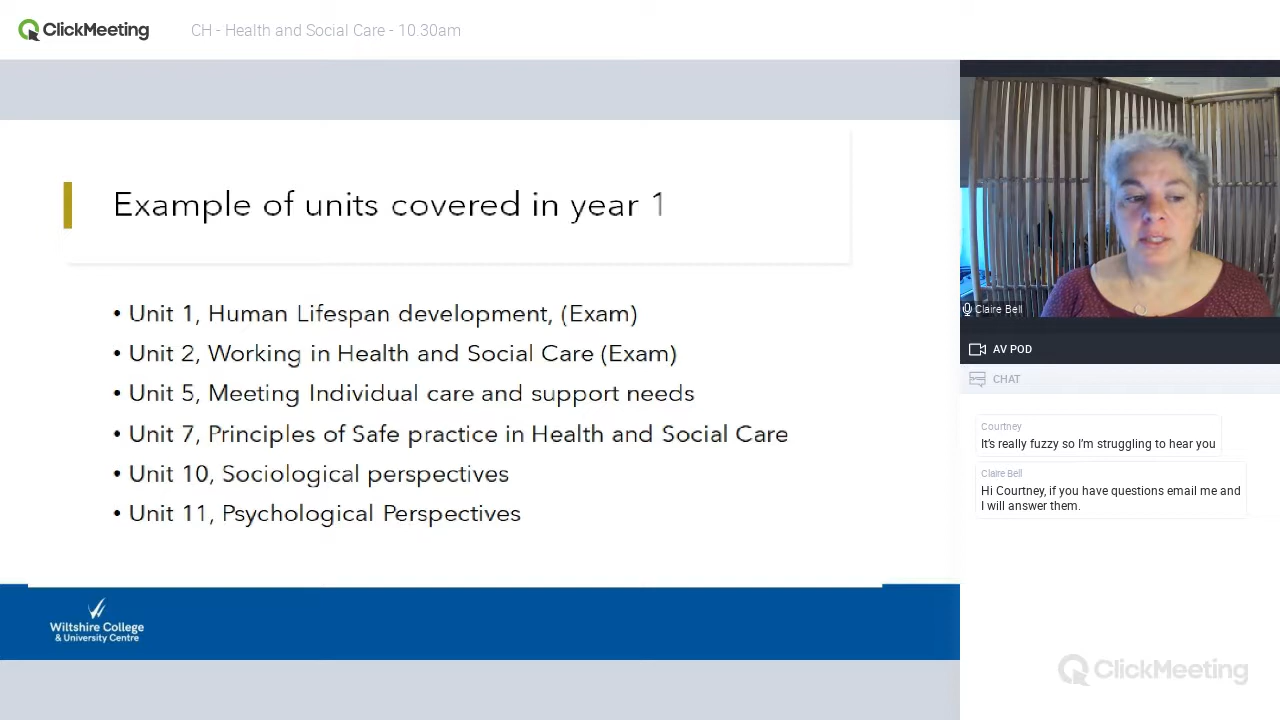 ClickMeeting
CH - Health and Social Care - 10.30am
Example of units covered in year 1
• Unit 1, Human Lifespan development, (Exam)
• Unit 2, Working in Health and Social Care (Exam)
• Unit 5, Meeting Individual care and support needs
• Unit 7, Principles of Safe practice in Health and Social Care
• Unit 10, Sociological perspectives
• Unit 11, Psychological Perspectives
Wiltshire College
& University Centre
Claire Bell
AV POD
CHAT
Courtney
It's really fuzzy so I'm struggling to hear you
Claire Bell
Hi Courtney, if you have questions email me and
I will answer them.
ClickMeeting